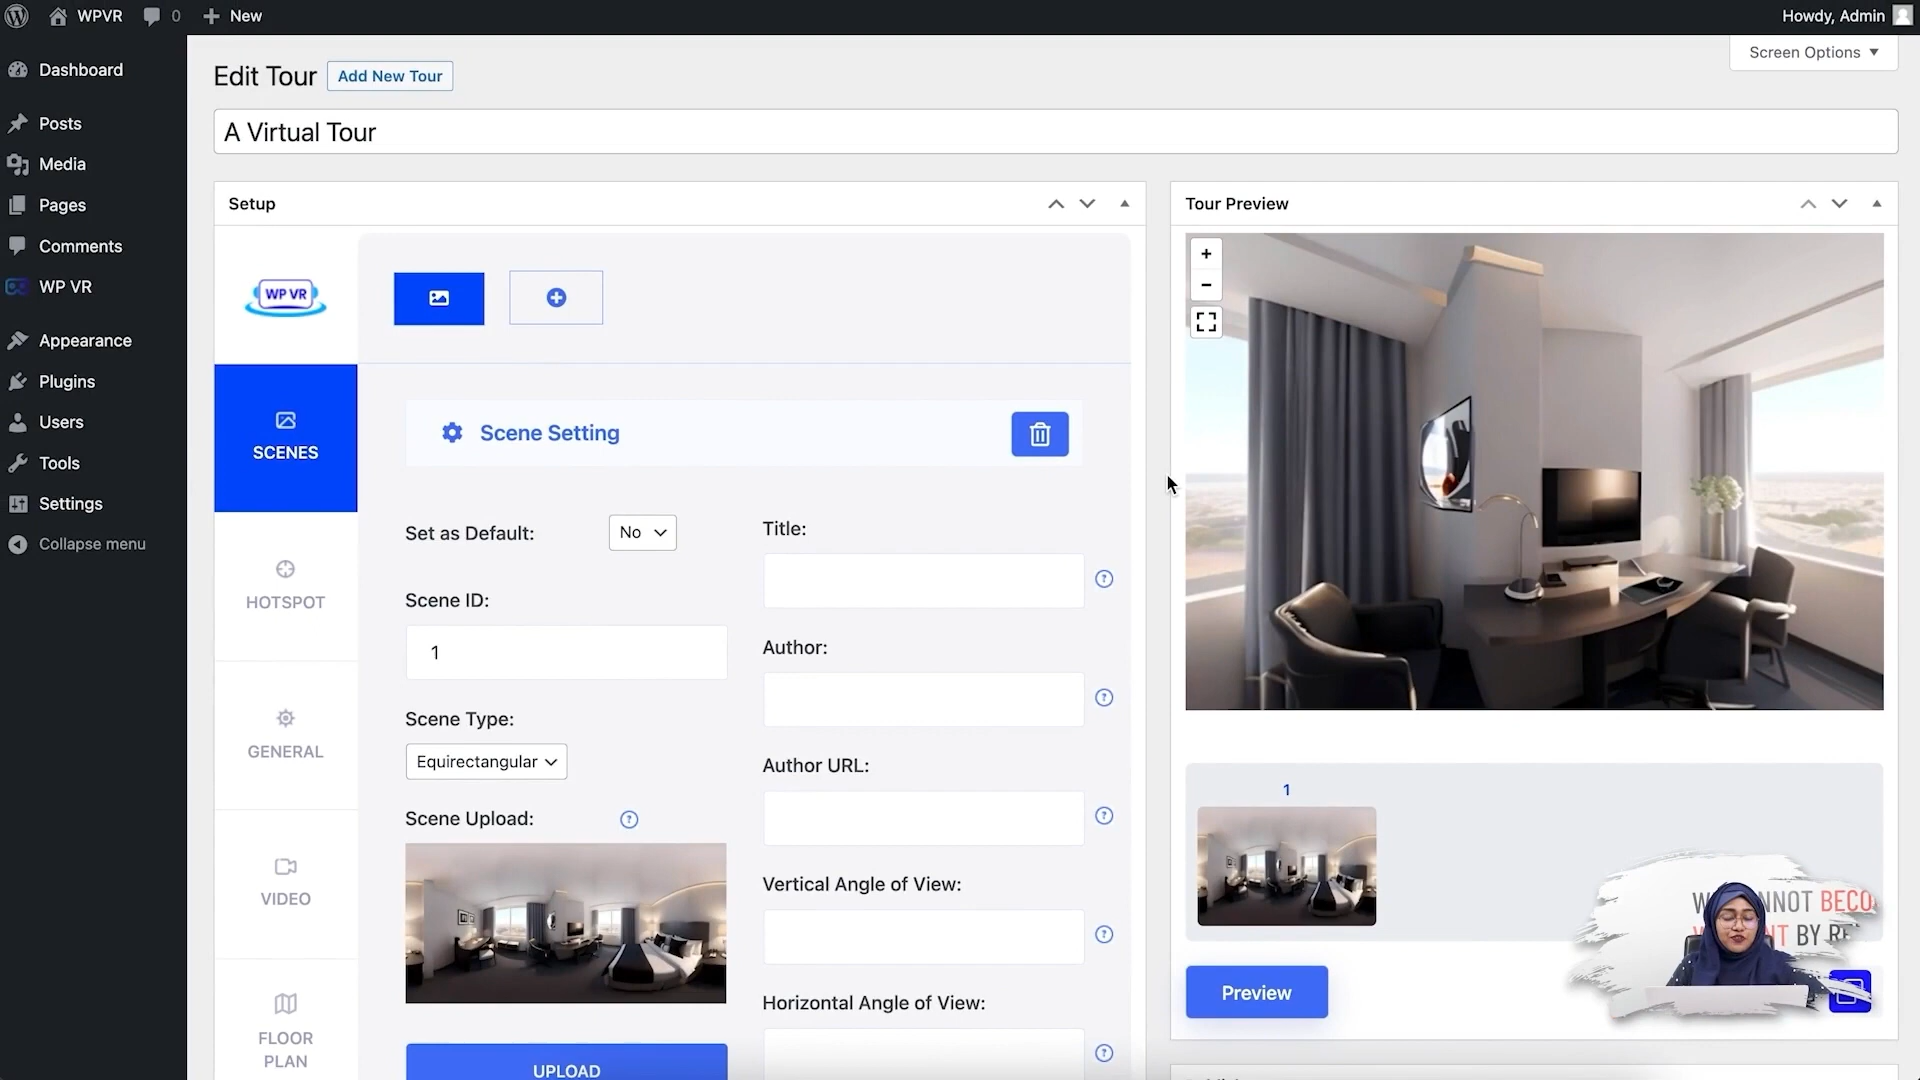 WPVR
0
New
Howdy, Admin
Screen Options
Dashboard
Posts
Media
Pages
Comments
WP VR
Appearance
Plugins
Users
Tools
Settings
Collapse menu
Edit Tour
Add New Tour
A Virtual Tour
Setup
WP VR
SCENES
HOTSPOT
GENERAL
VIDEO
FLOOR
PLAN
Scene Setting
Set as Default:
No
Scene ID:
1
Scene Type:
Equirectangular
Scene Upload:
UPLOAD
Title:
Author:
Author URL:
Vertical Angle of View:
Horizontal Angle of View:
Tour Preview
1
Preview
BY